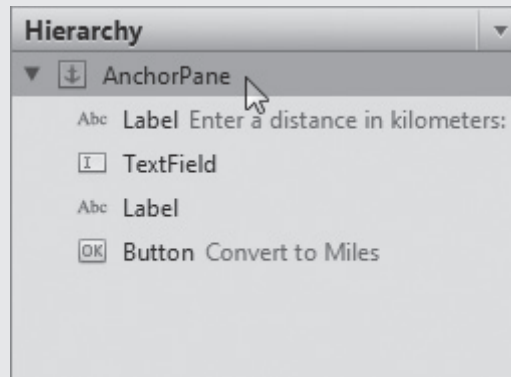 Hierarchy
AnchorPane
Abc Label Enter a distance in kilometers:
I TextField
Abc Label
OK Button Convert to Miles